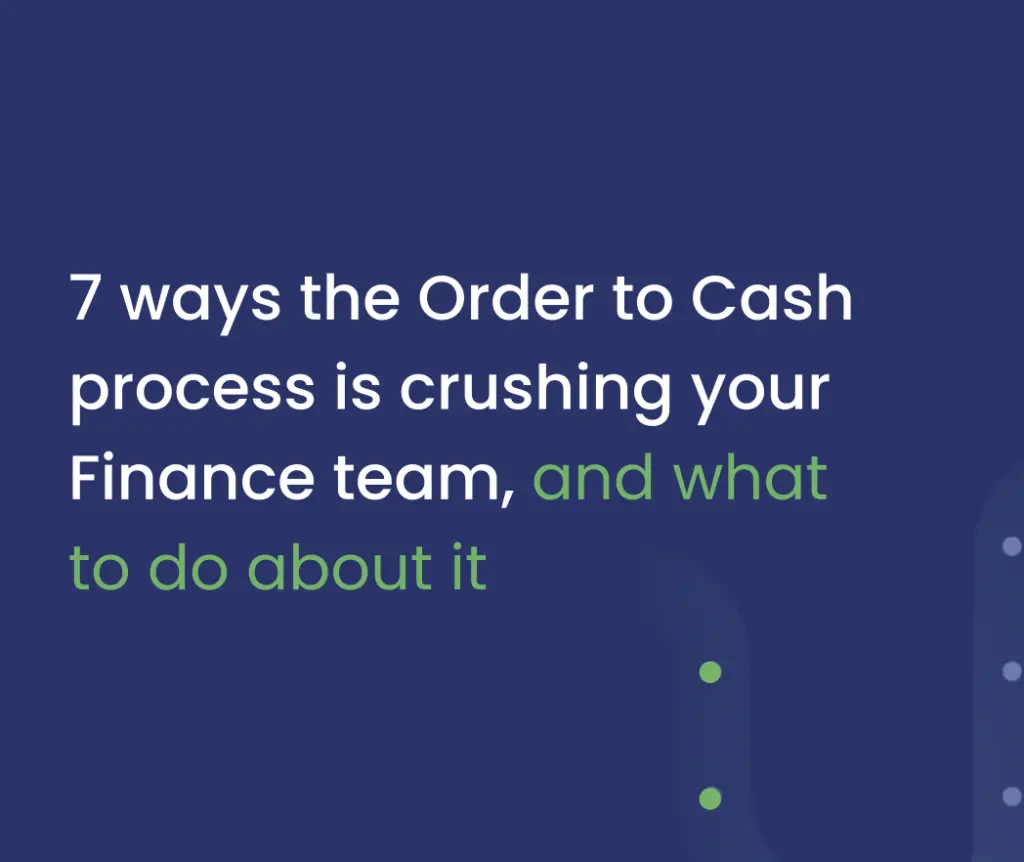 7 ways the Order to Cash
process is crushing your
Finance team, and what
to do about it